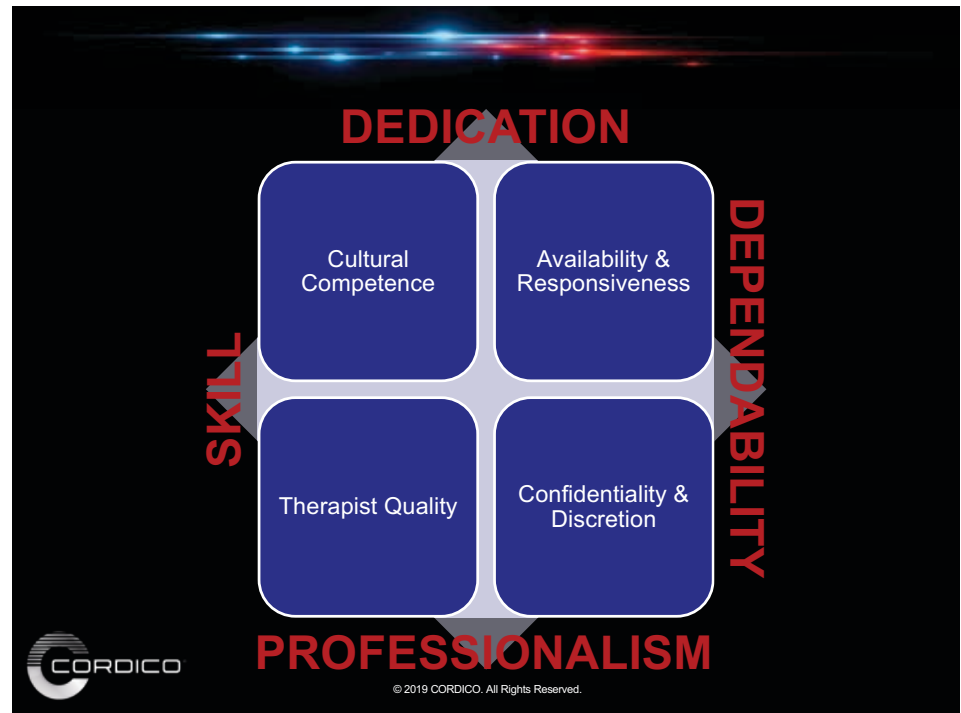 DEDICATION
Cultural
Competence
Availability &
Responsiveness
SKILL
DEPENDABILITY
Therapist Quality
Confidentiality &
Discretion
PROFESSIONALISM
CORDICO
© 2019 CORDICO. All Rights Reserved.